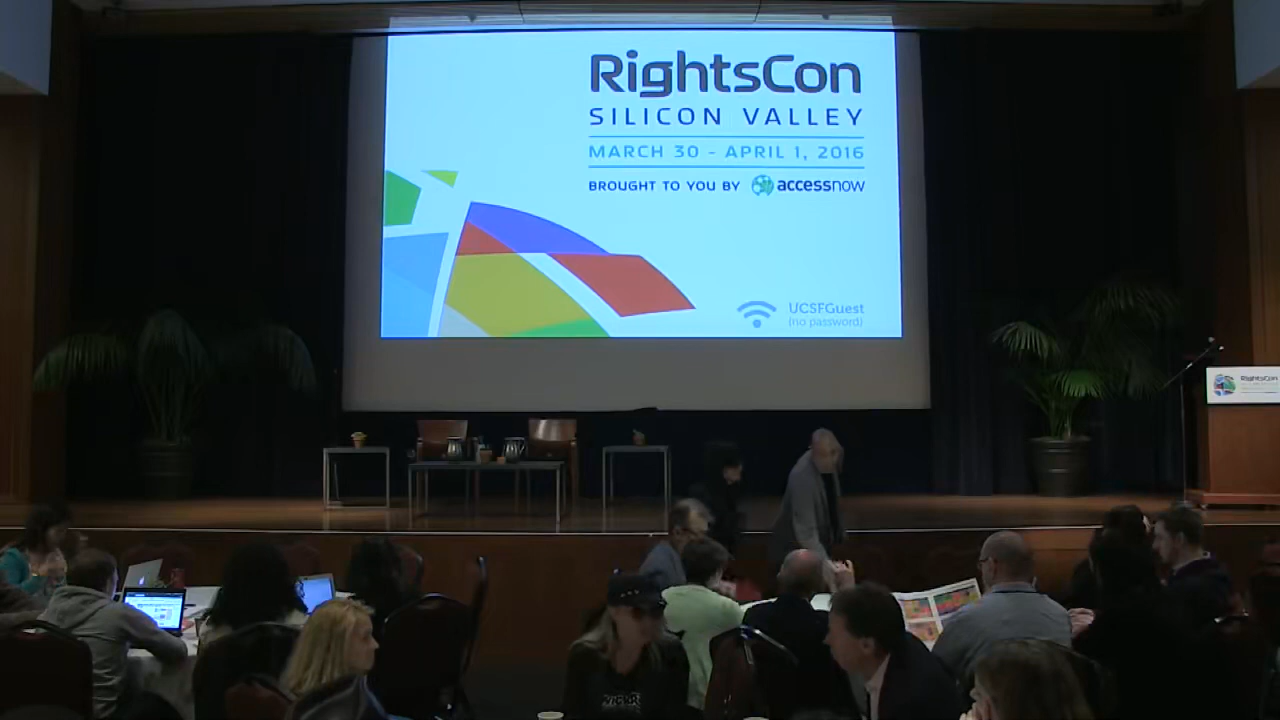 RightsCon
SILICON VALLEY
MARCH 30 - APRIL 1, 2016
BROUGHT TO YOU BY accessnow
UCSFGuest
(no password)
RightsCon